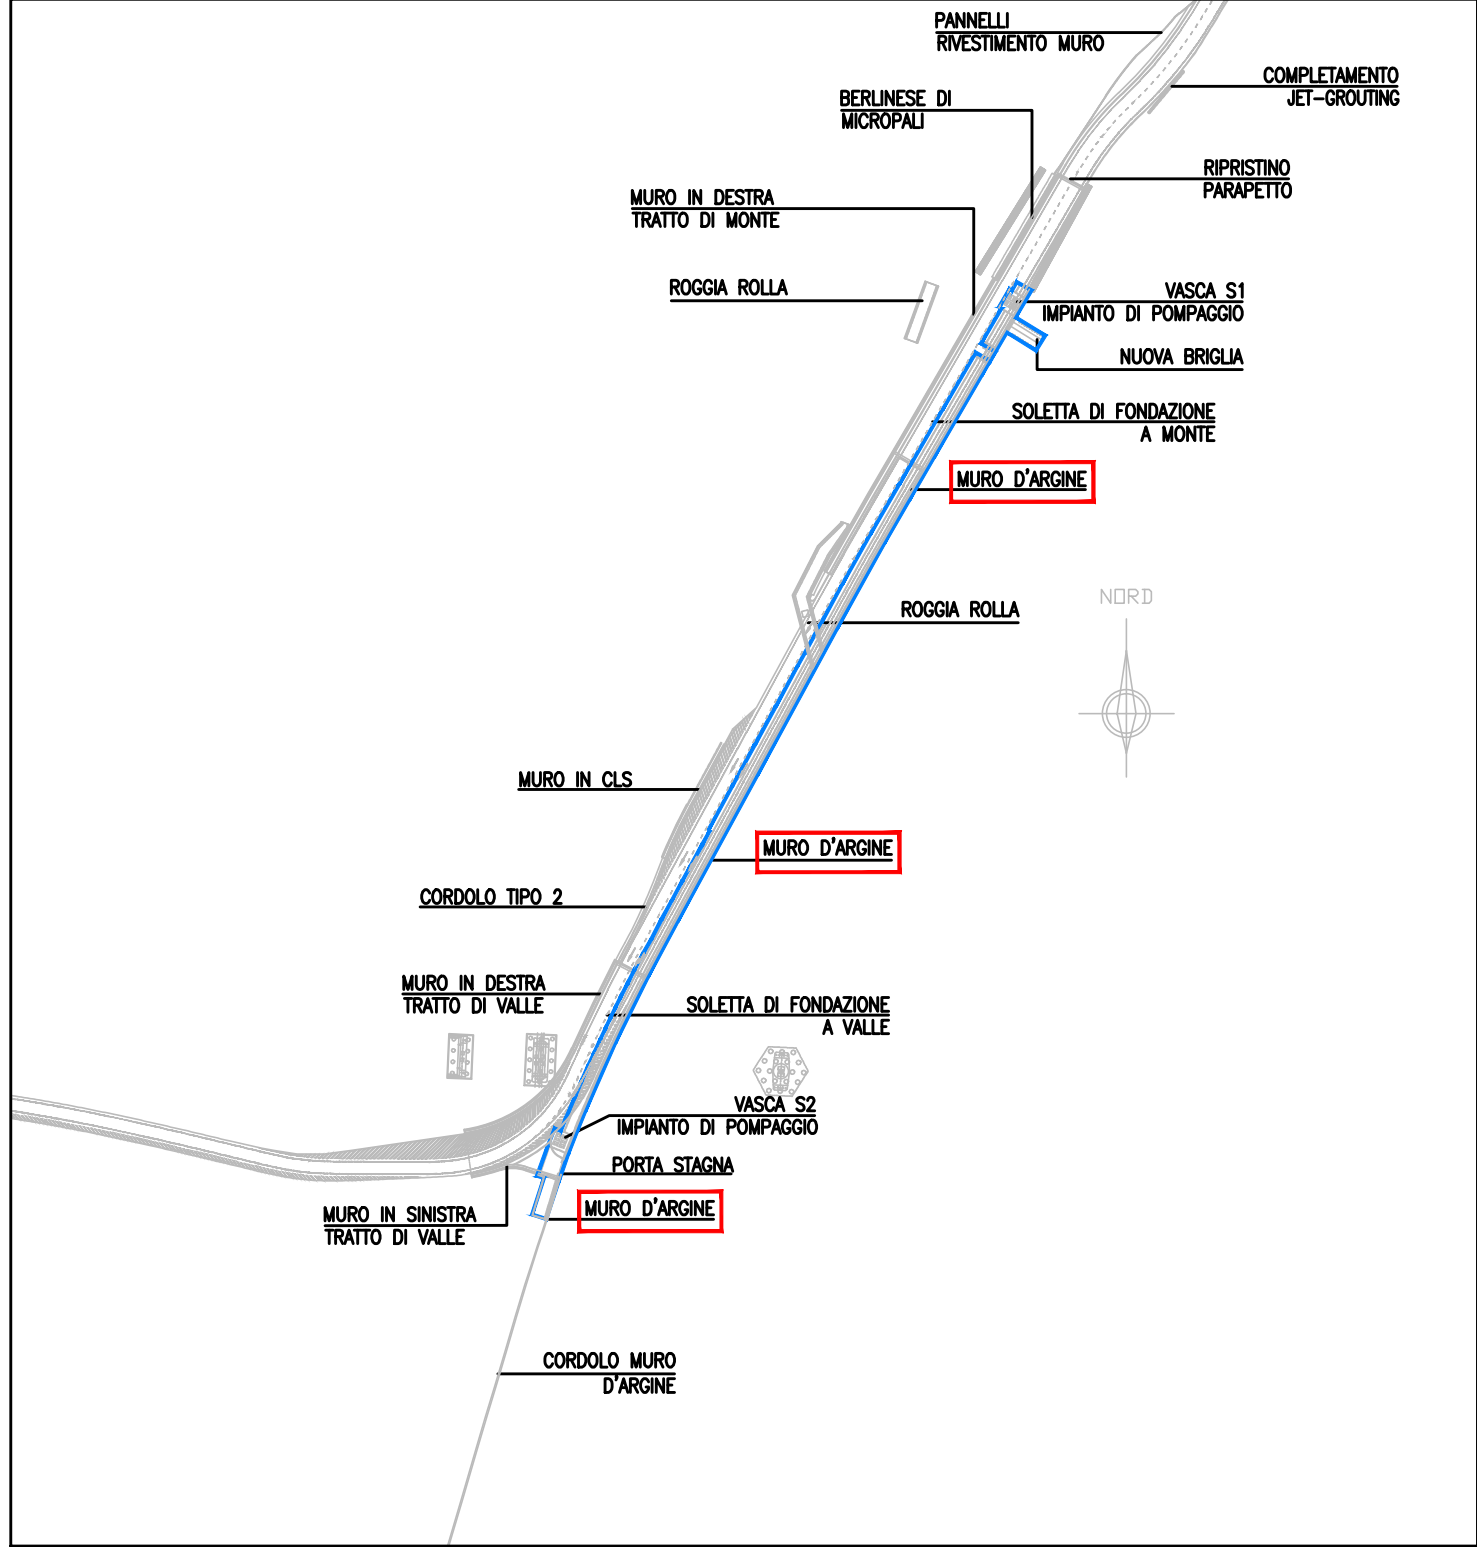 PANNELLI
RIVESTIMENTO MURO
COMPLETAMENTO
JET-GROUTING
BERLINESE DI
MICROPALI
RIPRISTINO
PARAPETTO
MURO IN DESTRA
TRATTO DI MONTE
ROGGIA ROLLA
VASCA S1
IMPIANTO DI POMPAGGIO
NUOVA BRIGLIA
SOLETTA DI FONDAZIONE
A MONTE
MURO D'ARGINE
NORD
ROGGIA ROLLA
MURO IN CLS
MURO D'ARGINE
CORDOLO TIPO 2
MURO IN DESTRA
TRATTO DI VALLE
SOLETTA DI FONDAZIONE
A VALLE
VASCA S2
IMPIANTO DI POMPAGGIO
PORTA STAGNA
MURO D'ARGINE
MURO IN SINISTRA
TRATTO DI VALLE
CORDOLO MURO
D'ARGINE